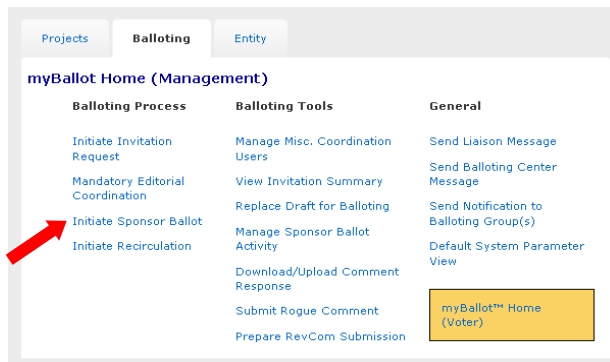 Projects
Balloting
Entity
myBallot Home (Management)
Balloting Process
Initiate Invitation
Request
Mandatory Editorial
Coordination
Initiate Sponsor Ballot
Initiate Recirculation
Balloting Tools
Manage Misc. Coordination
Users
View Invitation Summary
Replace Draft for Balloting
Manage Sponsor Ballot
Activity
Download/Upload Comment
Response
Submit Rogue Comment
Prepare RevCom Submission
General
Send Liaison Message
Send Balloting Center
Message
Send Notification to
Balloting Group(s)
Default System Parameter
View
myBallot™ Home
(Voter)